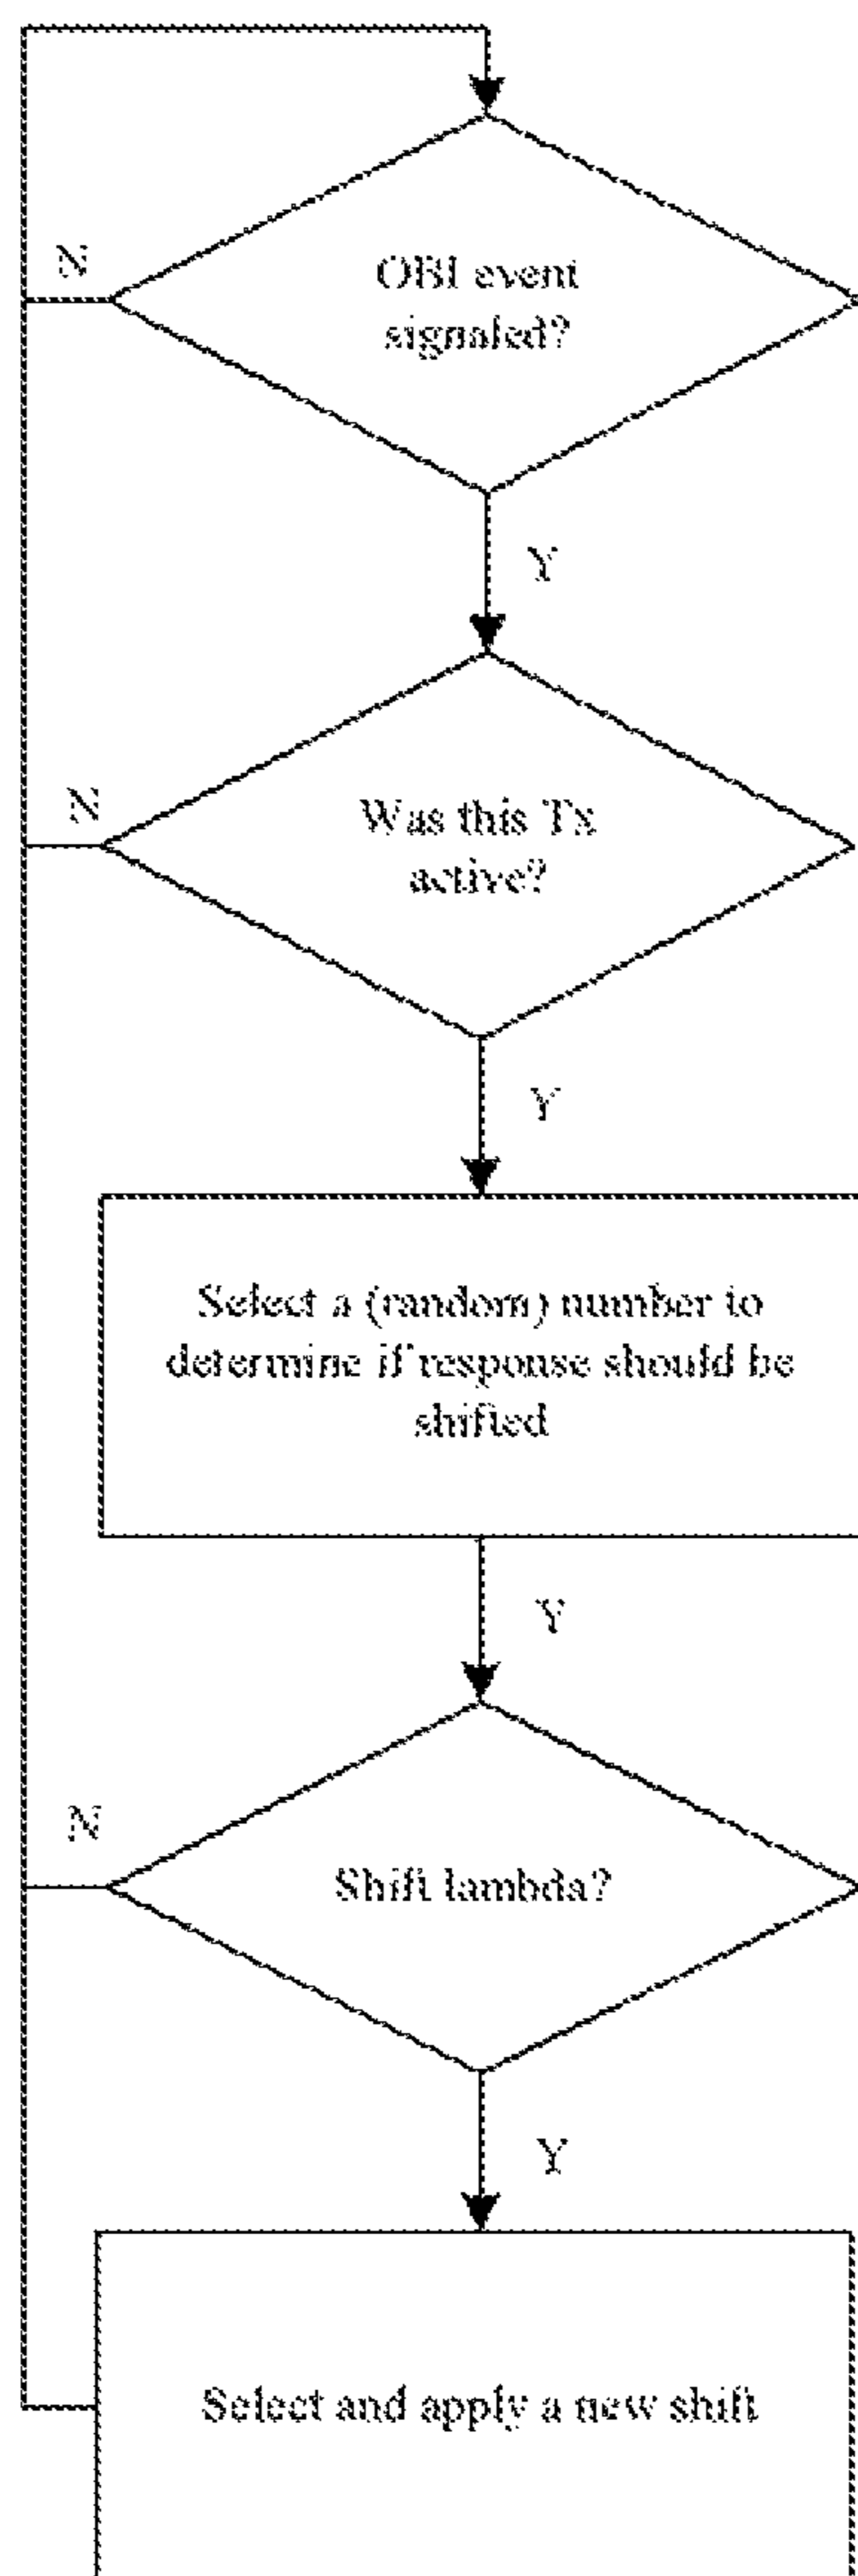 N
OBI event
signaled?
Y
N
Was this Tx
active?
Y
Select a (random) number to
determine if response should be
shifted
Y
N
Shift lambda?
Y
Select and apply a new shift